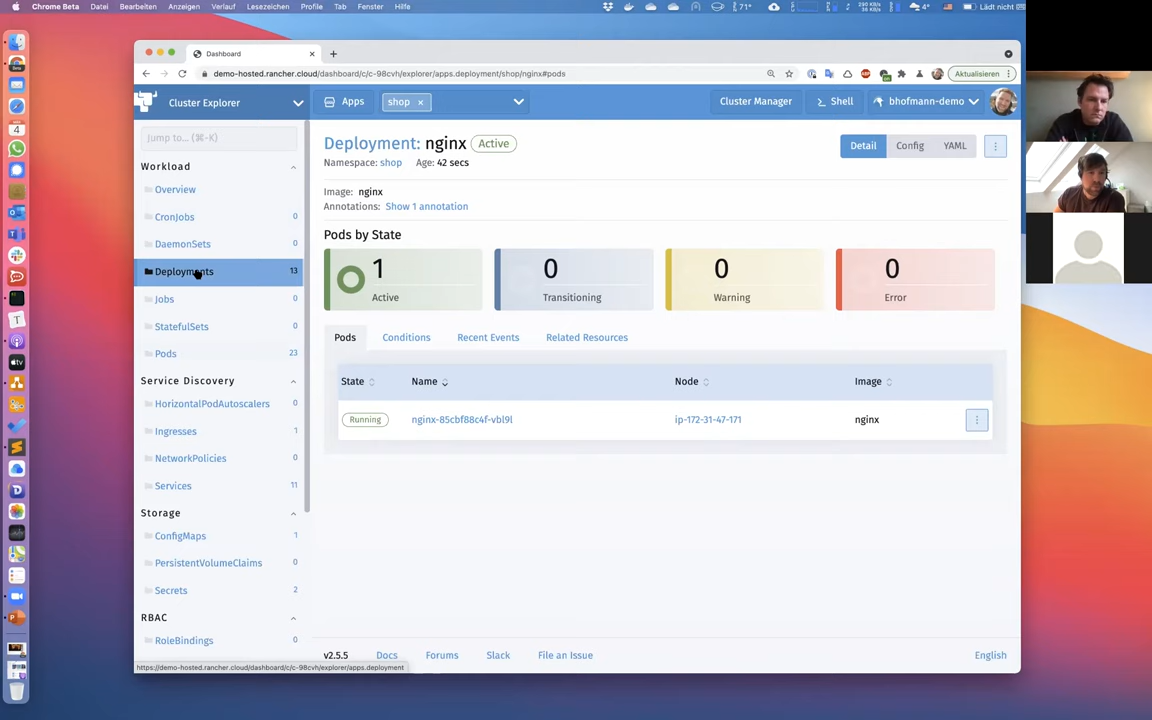 Chrome Beta Datei Bearbeiten Anzeigen Verlauf Lesezeichen Profile Tab Fenster Hilfe 71° 4° Lädt nicht
Dashboard
demo-hosted.rancher.cloud/dashboard/c/c-98cvh/explorer/apps.deployment/shop/nginx#pods
Aktualisieren
Cluster Explorer
Apps
shop
Cluster Manager
Shell
bhofmann-demo
Jump to... (⌘-K)
Workload
Overview
CronJobs 0
DaemonSets 0
Deployments 13
Jobs 0
StatefulSets 0
Pods 23
Service Discovery
HorizontalPodAutoscalers 0
Ingresses 1
NetworkPolicies 0
Services 11
Storage
ConfigMaps 1
PersistentVolumeClaims 0
Secrets 2
RBAC
RoleBindings 0
Deployment: nginx Active
Detail Config YAML
Namespace: shop Age: 42 secs
Image: nginx
Annotations: Show 1 annotation
Pods by State
1 Active
0 Transitioning
0 Warning
0 Error
Pods Conditions Recent Events Related Resources
State Name Node Image
Running nginx-85cbf88c4f-vbl9l ip-172-31-47-171 nginx
v2.5.5 Docs Forums Slack File an Issue English
https://demo-hosted.rancher.cloud/dashboard/c/c-98cvh/explorer/apps.deployment